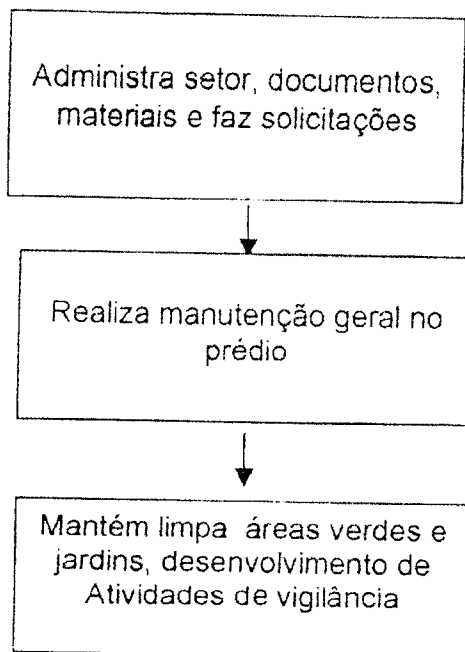 Administra setor, documentos,
materiais e faz solicitações
Realiza manutenção geral no
prédio
Mantém limpa áreas verdes e
jardins, desenvolvimento de
Atividades de vigilância